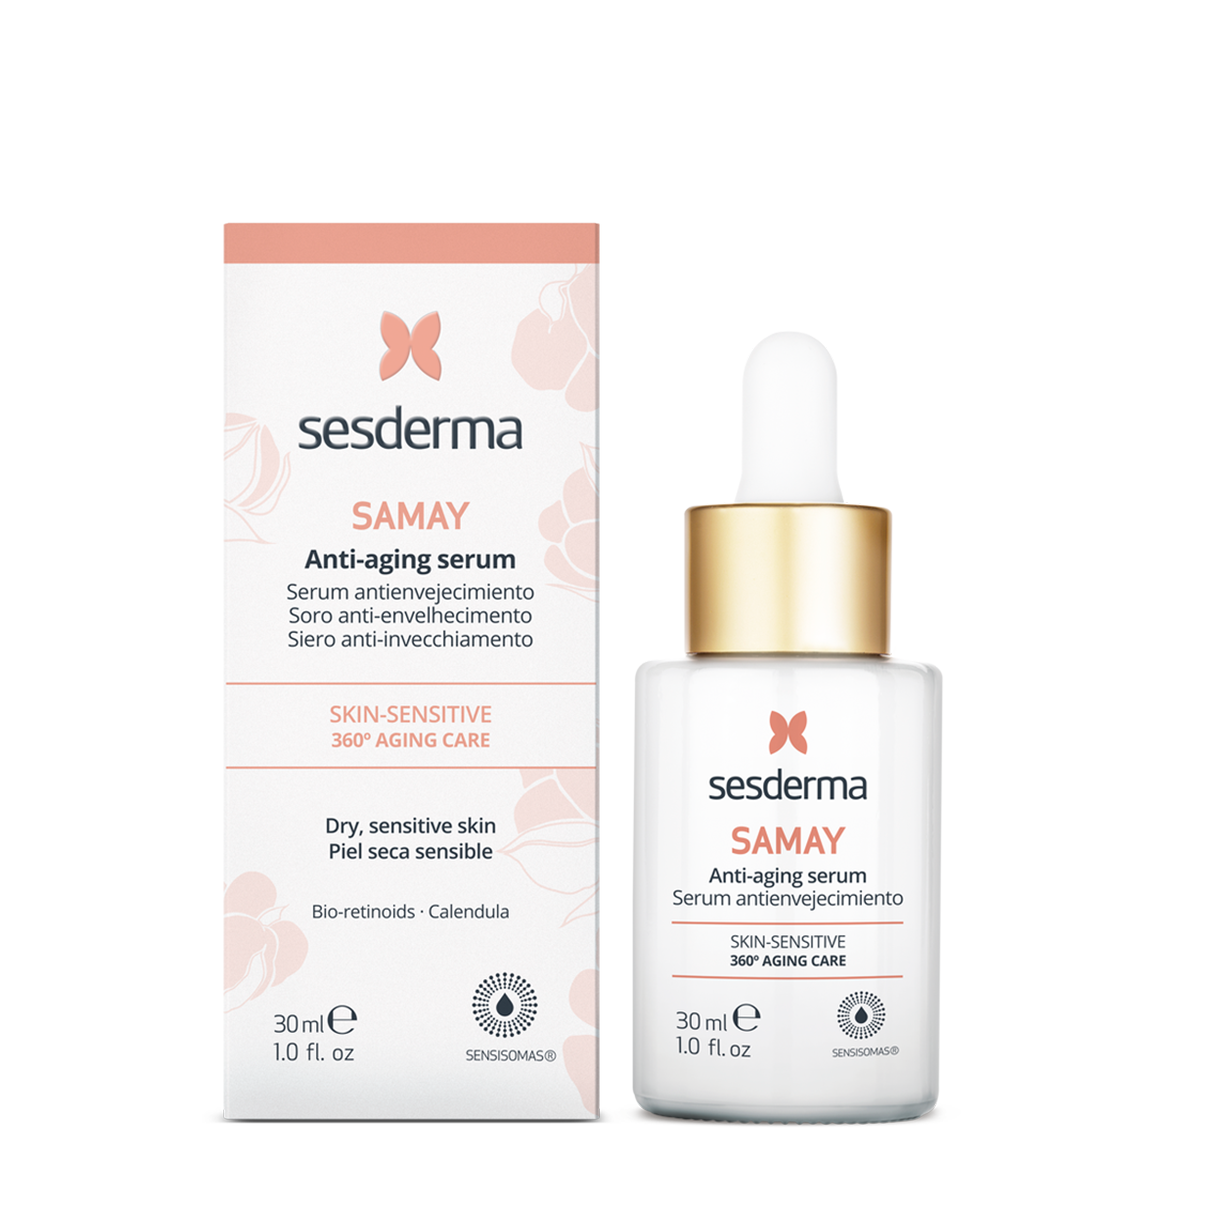 sesderma
SAMAY
Anti-aging serum
Serum antienvejecimiento
Soro anti-envelhecimento
Siero anti-invecchiamento
SKIN-SENSITIVE
360º AGING CARE
Dry, sensitive skin
Piel seca sensible
Bio-retinoids · Calendula
30 ml ℮
1.0 fl. oz
SENSISOMAS®
sesderma
SAMAY
Anti-aging serum
Serum antienvejecimiento
SKIN-SENSITIVE
360º AGING CARE
30 ml ℮
1.0 fl. oz
SENSISOMAS®